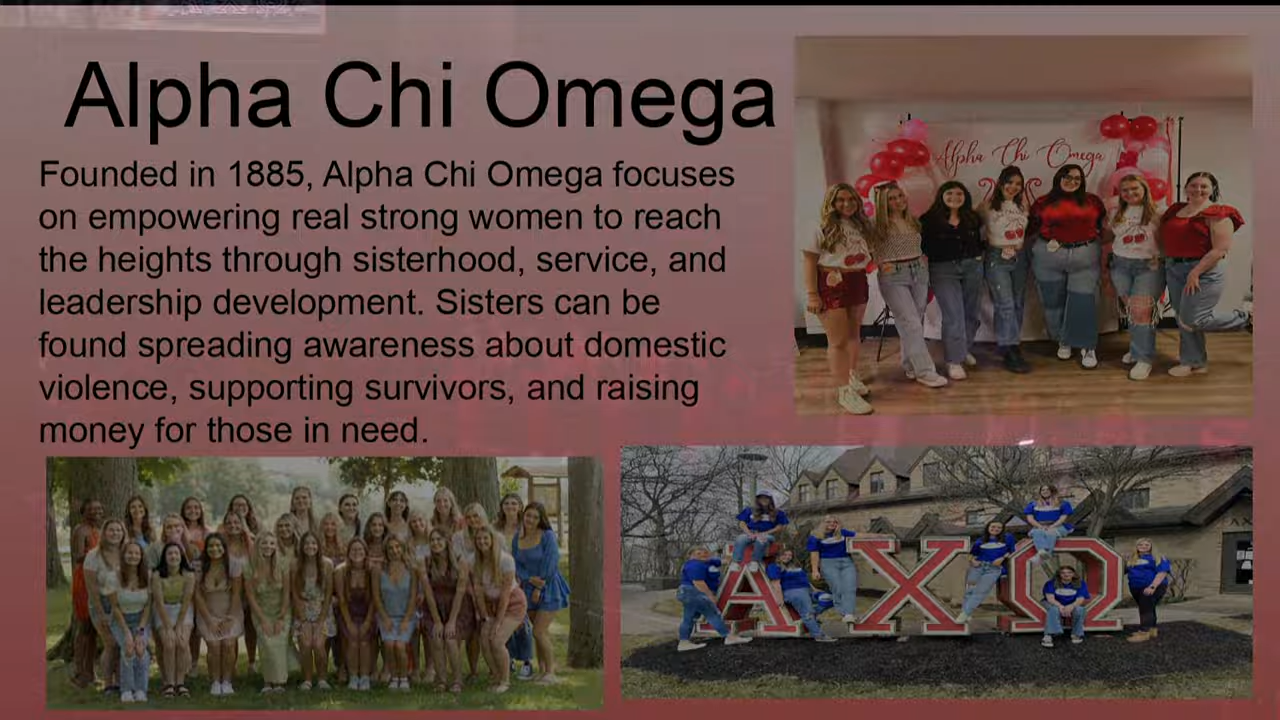 Alpha Chi Omega
Founded in 1885, Alpha Chi Omega focuses
on empowering real strong women to reach
the heights through sisterhood, service, and
leadership development. Sisters can be
found spreading awareness about domestic
violence, supporting survivors, and raising
money for those in need.
Alpha Chi Omega
ΑΧΩ